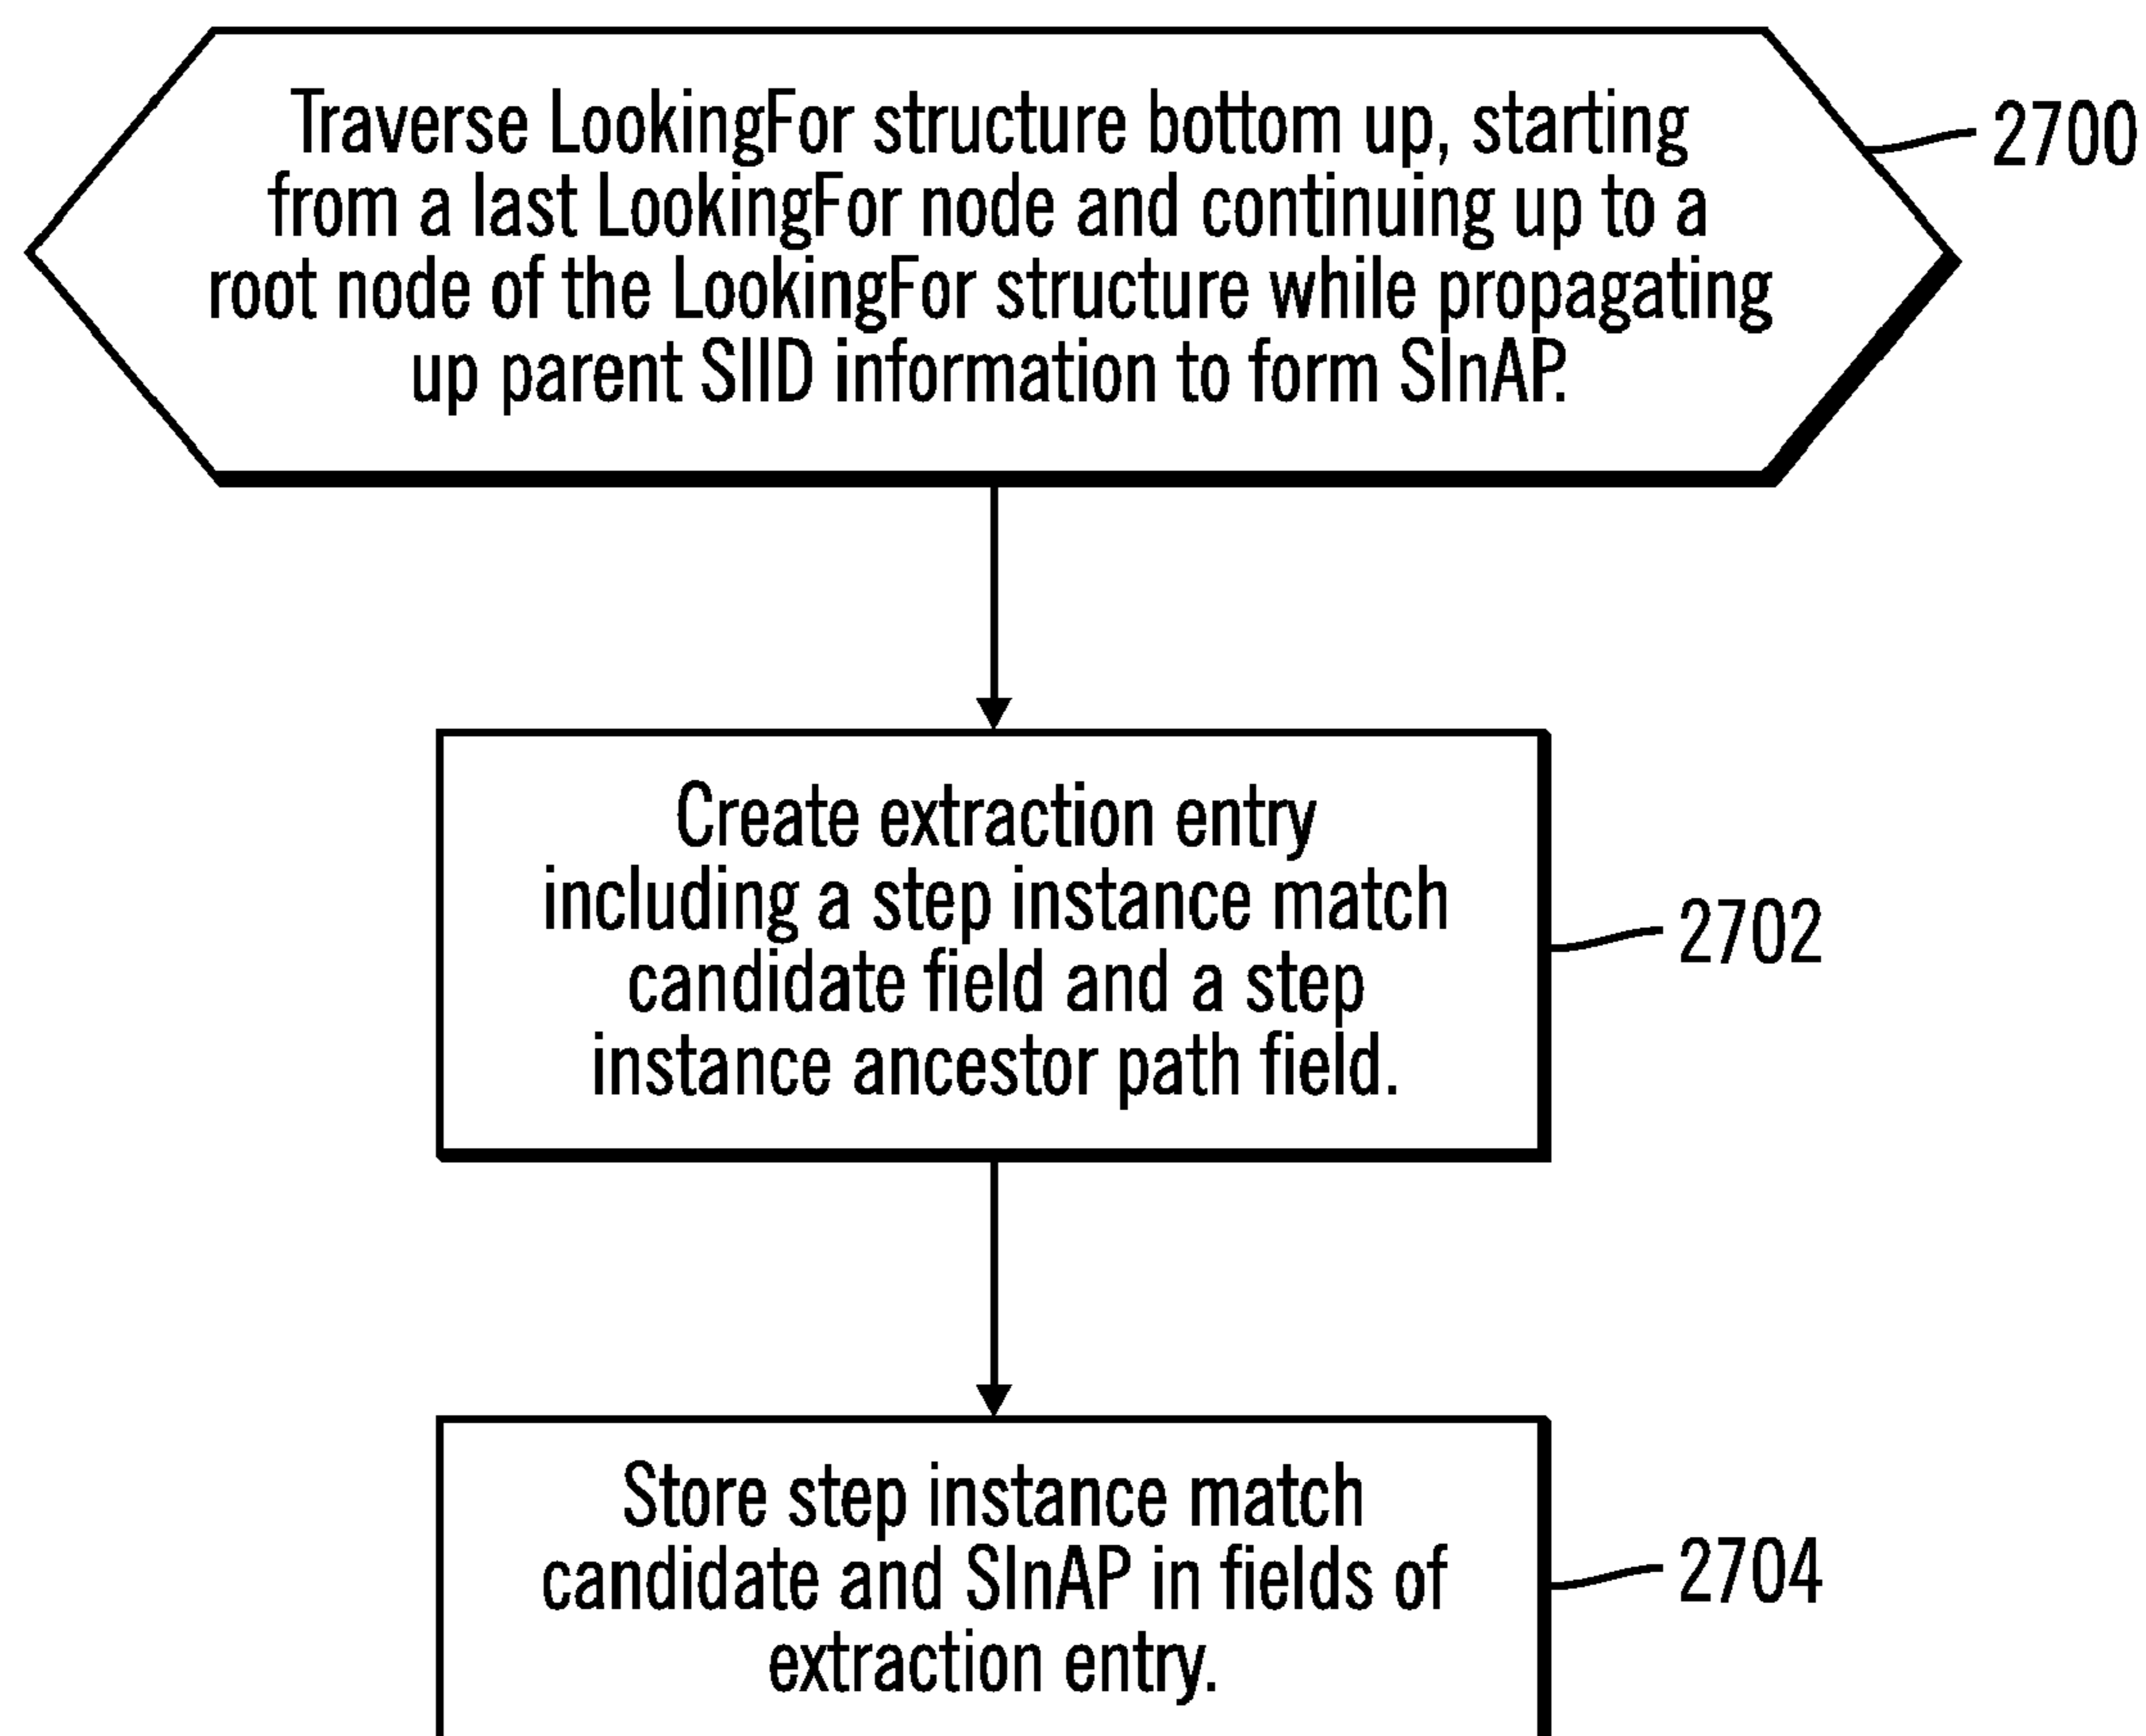 Traverse LookingFor structure bottom up, starting
from a last LookingFor node and continuing up to a
root node of the LookingFor structure while propagating
up parent SIID information to form SInAP.
2700
Create extraction entry
including a step instance match
candidate field and a step
instance ancestor path field.
2702
Store step instance match
candidate and SInAP in fields of
extraction entry.
2704